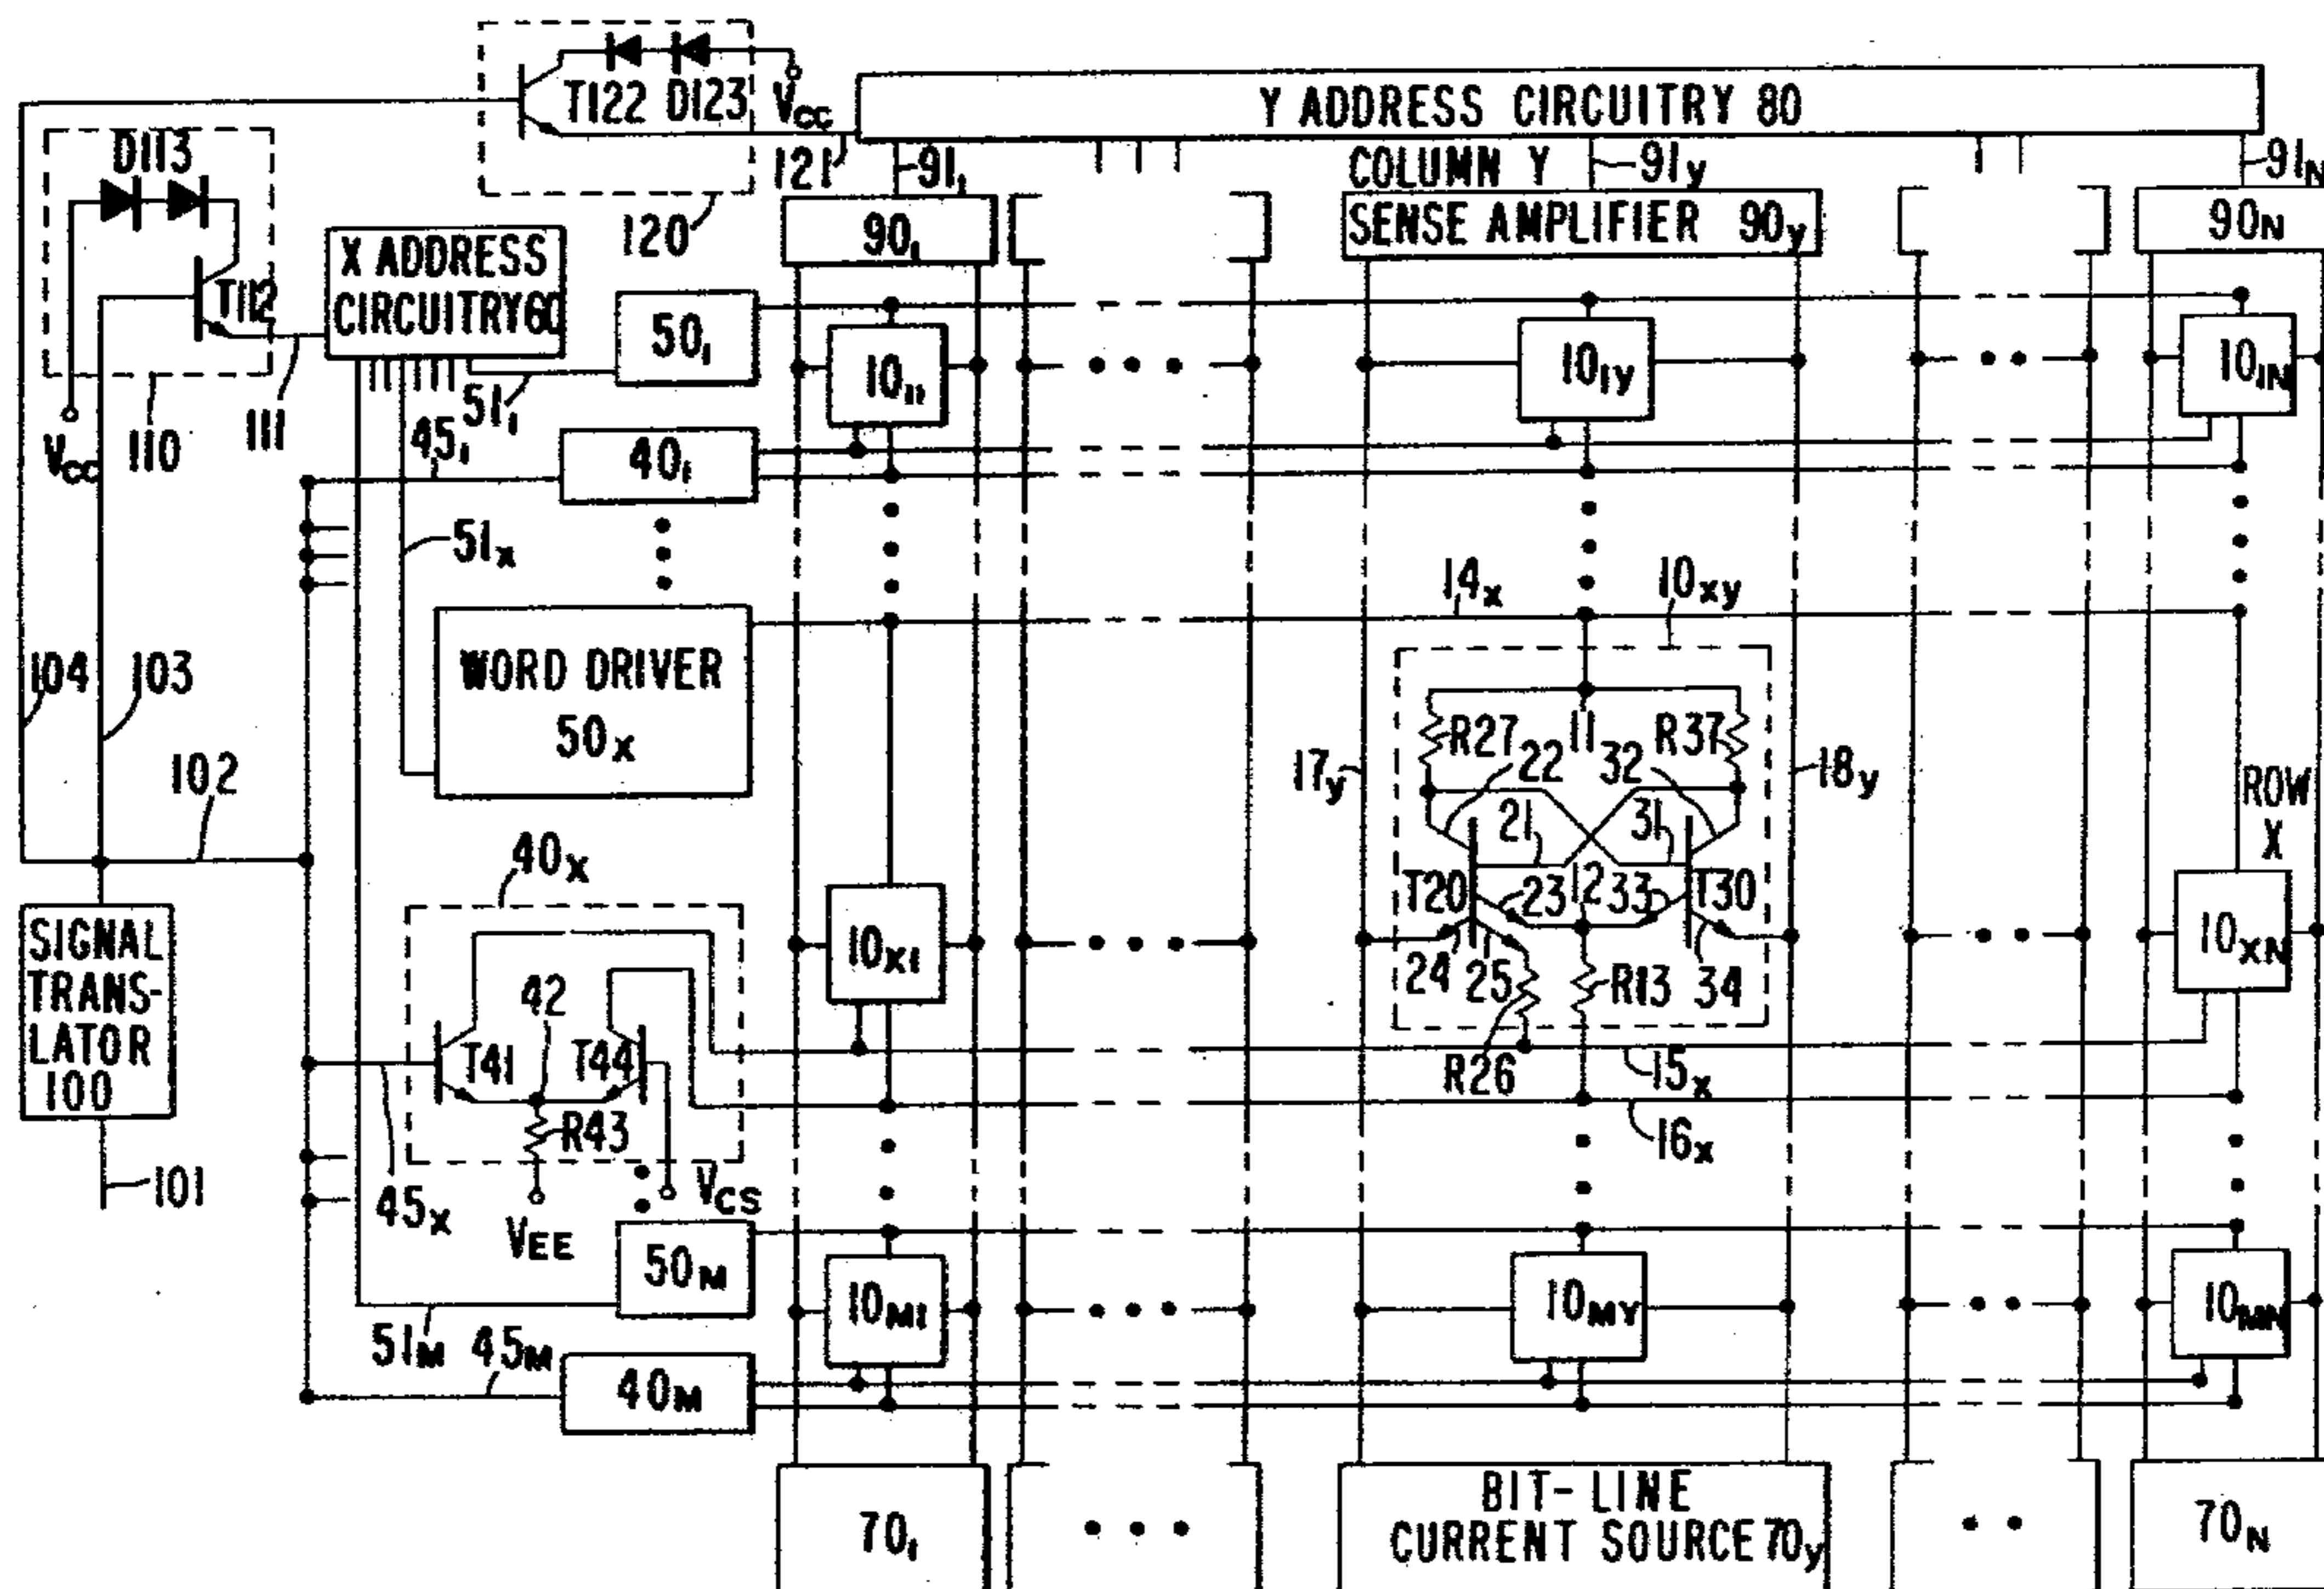 T122 D123 VCC
Y ADDRESS CIRCUITRY 80
D113
121
91₁
COLUMN Y
91y
91N
120
X ADDRESS
CIRCUITRY 60
90₁
SENSE AMPLIFIER 90y
90N
T112
50₁
10₁₁
10₁y
10₁N
VCC
110
111
51₁
45₁
40₁
51x
14x
10xy
WORD DRIVER
50x
104
103
102
R27
11
R37
22
32
17y
18y
ROW
X
21
31
40x
T20
23
12
33
T30
SIGNAL
TRANS-
LATOR
100
10X1
10XN
24
25
R13
34
42
T41
T44
R26
15x
R43
16x
101
45x
VCS
VEE
50M
10M1
10MY
10MN
51M
45M
40M
70₁
BIT-LINE
CURRENT SOURCE 70y
70N